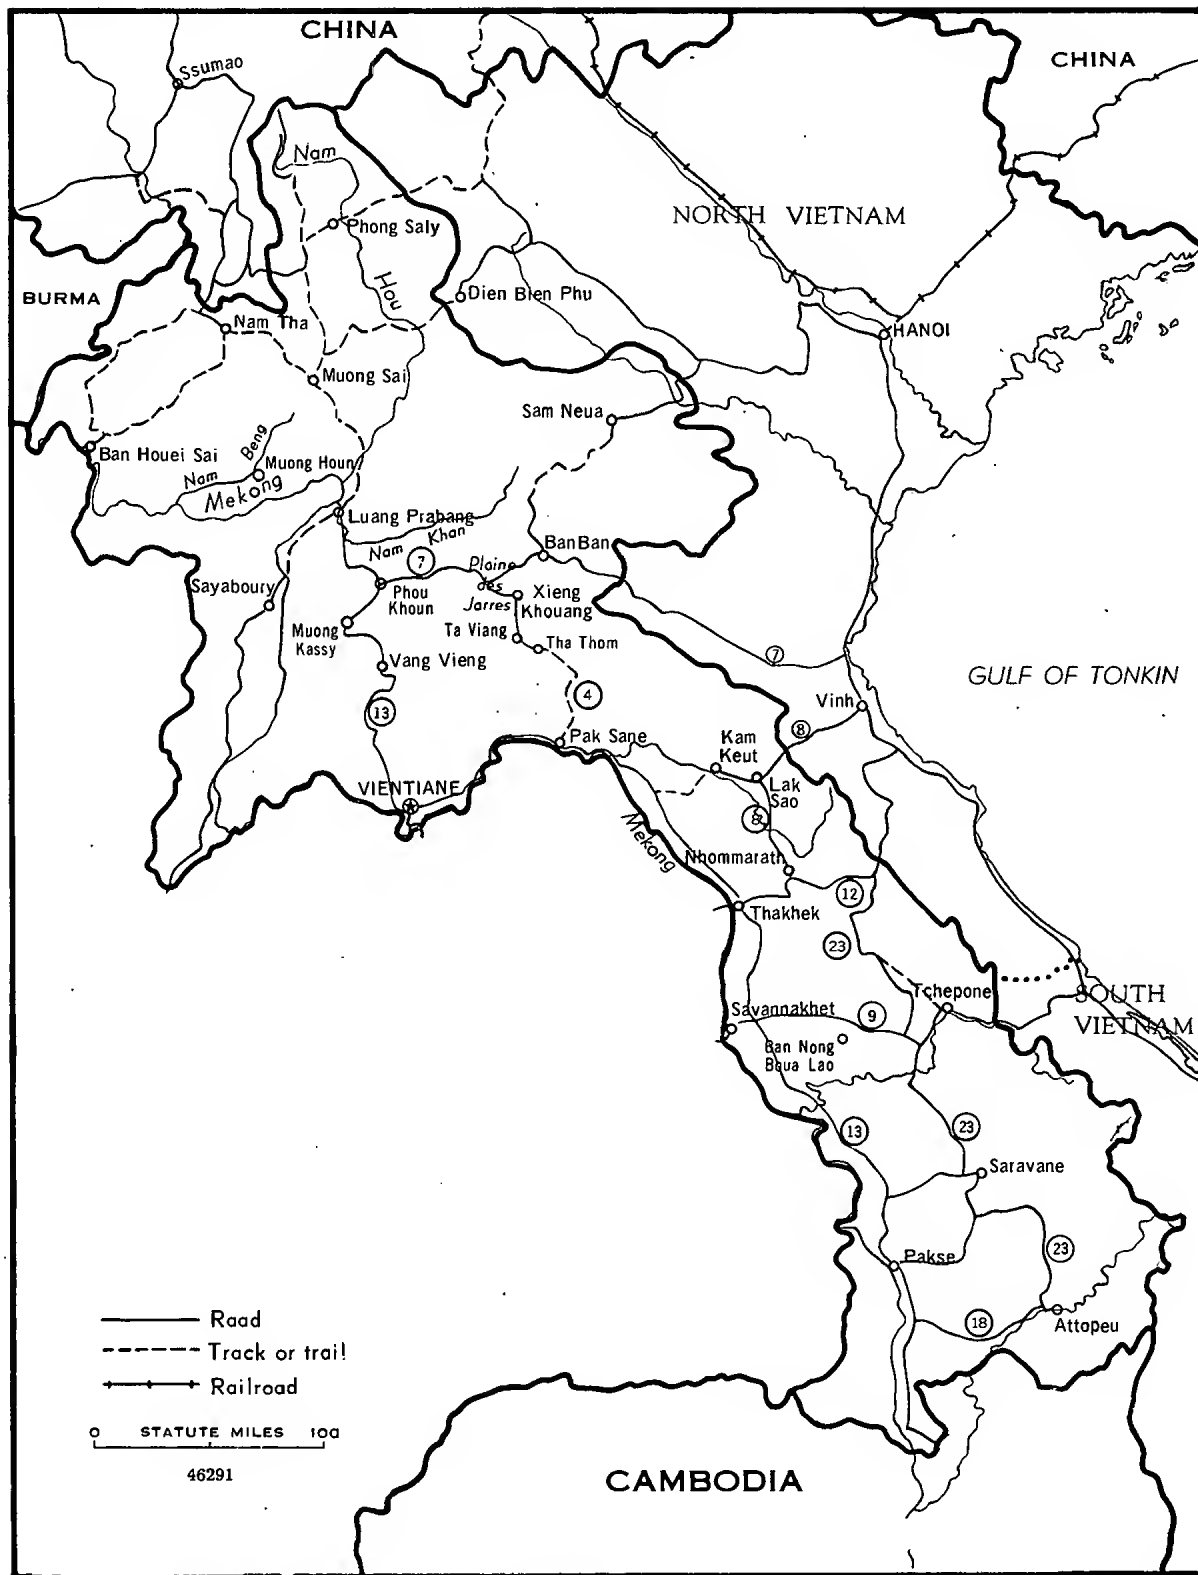 CHINA
CHINA
Ssumao
Nam
NORTH VIETNAM
Phong Saly
Hou
BURMA
Dien Bien Phu
Nam Tha
HANOI
Muong Sai
Sam Neua
Ban Houei Sai
Beng
Muong Houn
Nam
Mekong
Luang Prabang
Khan
Nam
BanBan
7
Plaine
des
Jarres
Sayaboury
Phou
Khoun
Xieng
Khouang
Muong
Kassy
Ta Viang
Tha Thom
Vang Vieng
7
GULF OF TONKIN
4
Vinh
13
8
Pak Sane
Kam
Keut
VIENTIANE
Lak
Sao
8
Mekong
Nhommarath
12
Thakhek
23
Tchepone
SOUTH
VIETNAM
Savannakhet
9
Ban Nong
Boua Lao
13
23
Saravane
23
Pakse
18
Attopeu
Road
Track or trail
Railroad
0 STATUTE MILES 100
46291
CAMBODIA